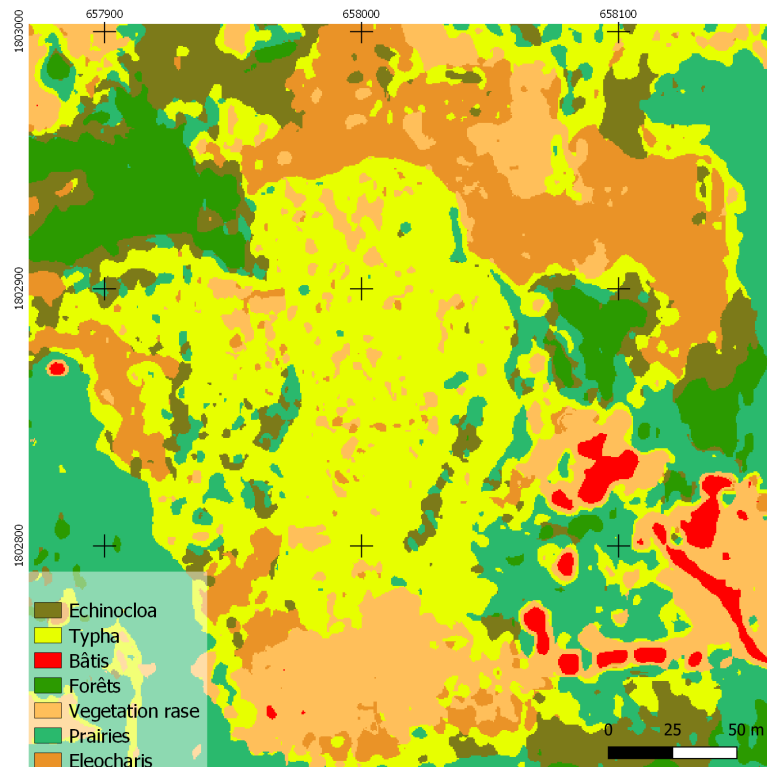 657900 658000 658100
1803000
1802900
1802800
Echinocloa
Typha
Bâtis
Forêts
Vegetation rase
Prairies
Eleocharis
0 25 50 m